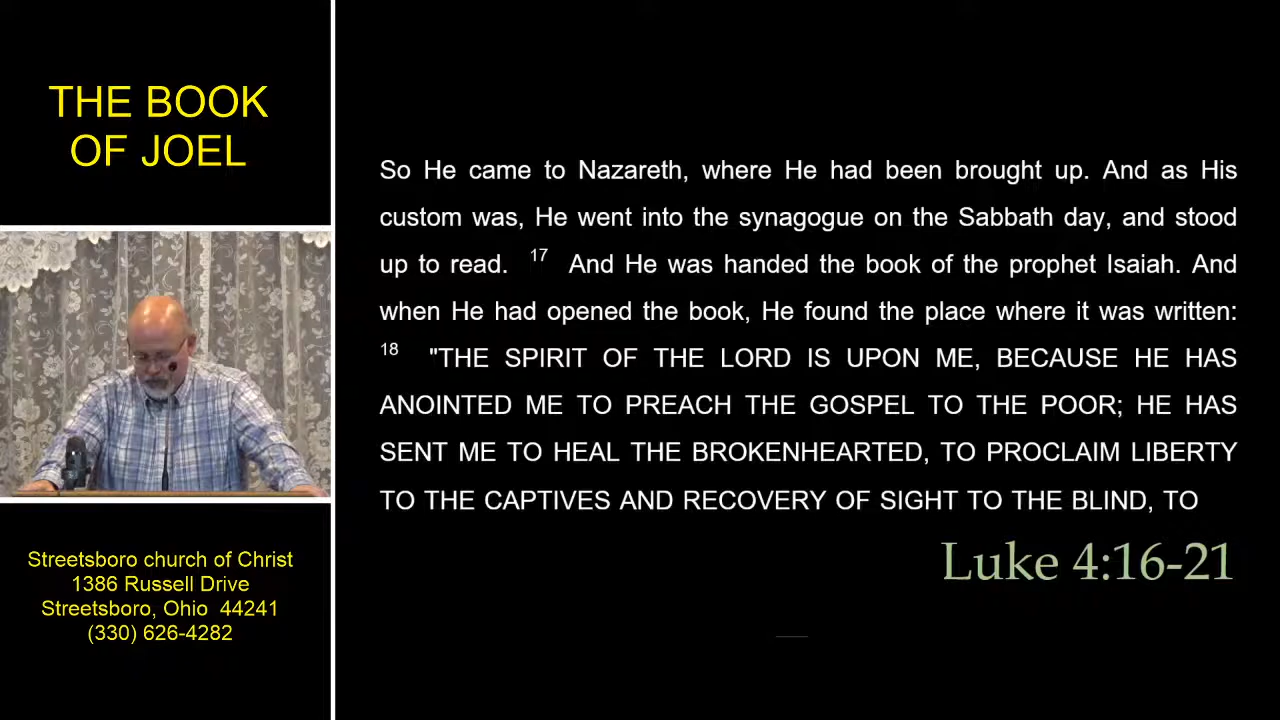 THE BOOK
OF JOEL
So He came to Nazareth, where He had been brought up. And as His
custom was, He went into the synagogue on the Sabbath day, and stood
up to read. 17 And He was handed the book of the prophet Isaiah. And
when He had opened the book, He found the place where it was written:
18 "THE SPIRIT OF THE LORD IS UPON ME, BECAUSE HE HAS
ANOINTED ME TO PREACH THE GOSPEL TO THE POOR; HE HAS
SENT ME TO HEAL THE BROKENHEARTED, TO PROCLAIM LIBERTY
TO THE CAPTIVES AND RECOVERY OF SIGHT TO THE BLIND, TO
Luke 4:16-21
Streetsboro church of Christ
1386 Russell Drive
Streetsboro, Ohio 44241
(330) 626-4282